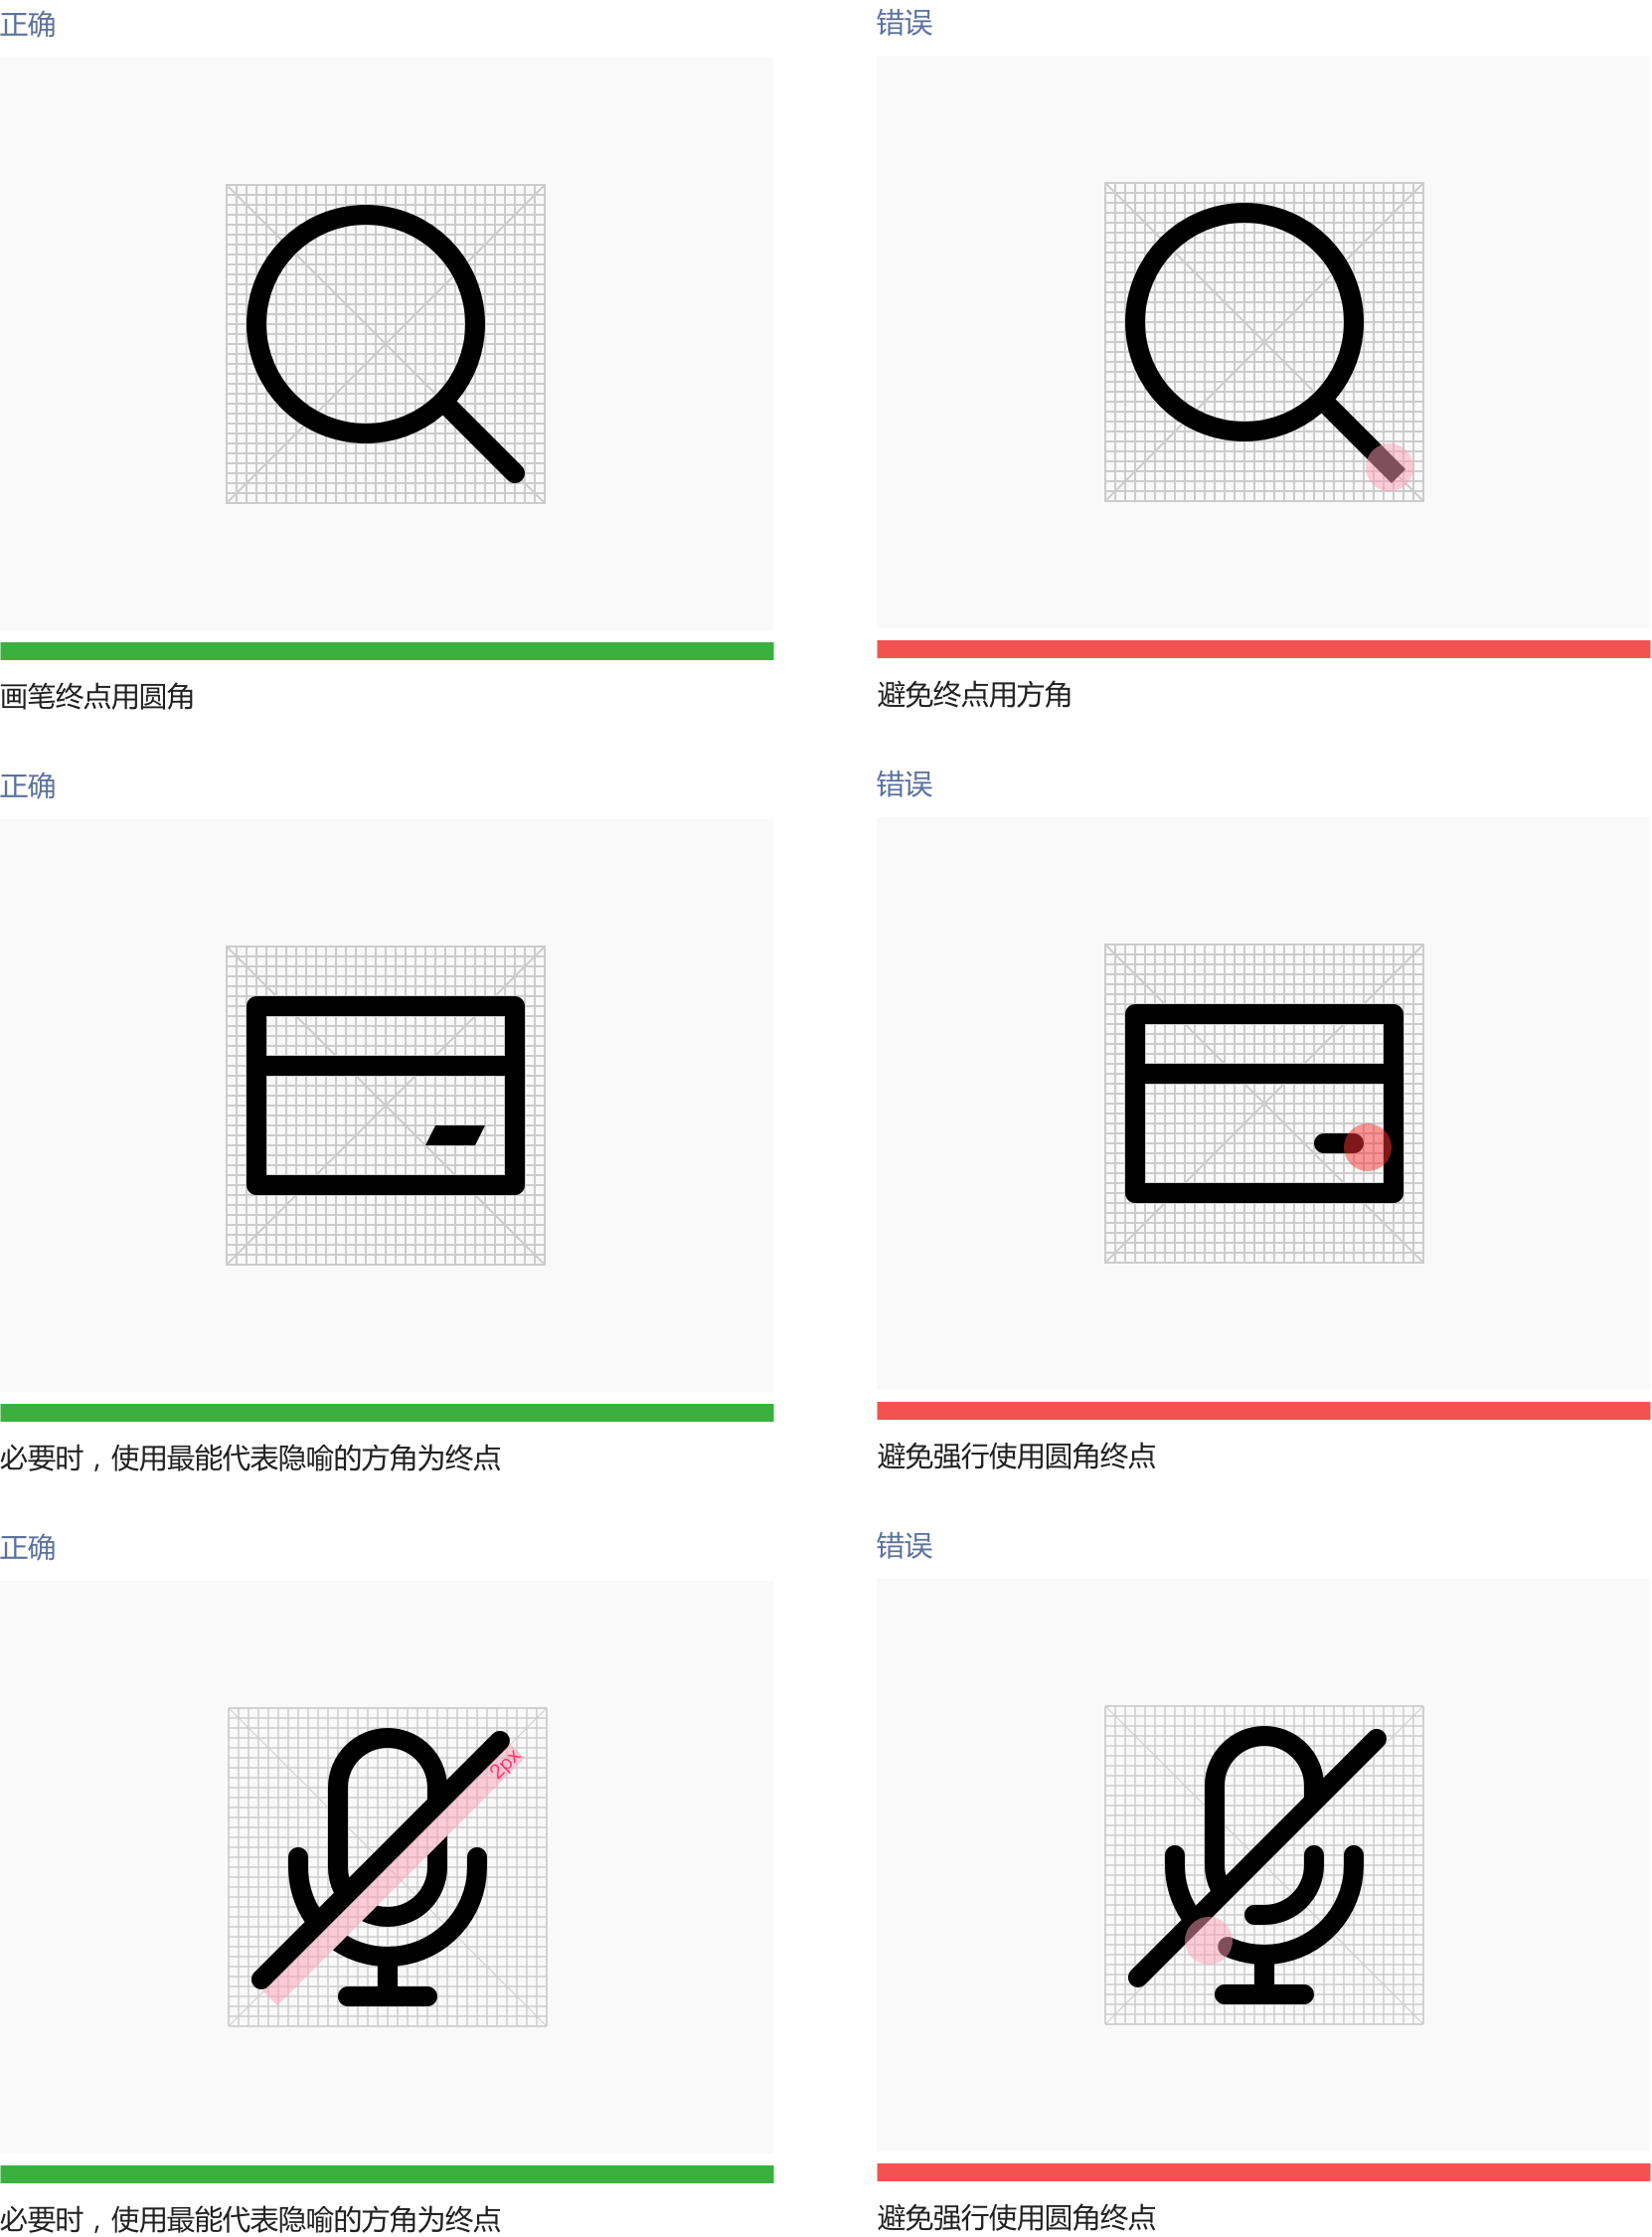 正确
错误
画笔终点用圆角
避免终点用方角
正确
错误
必要时，使用最能代表隐喻的方角为终点
避免强行使用圆角终点
正确
错误
2px
必要时，使用最能代表隐喻的方角为终点
避免强行使用圆角终点